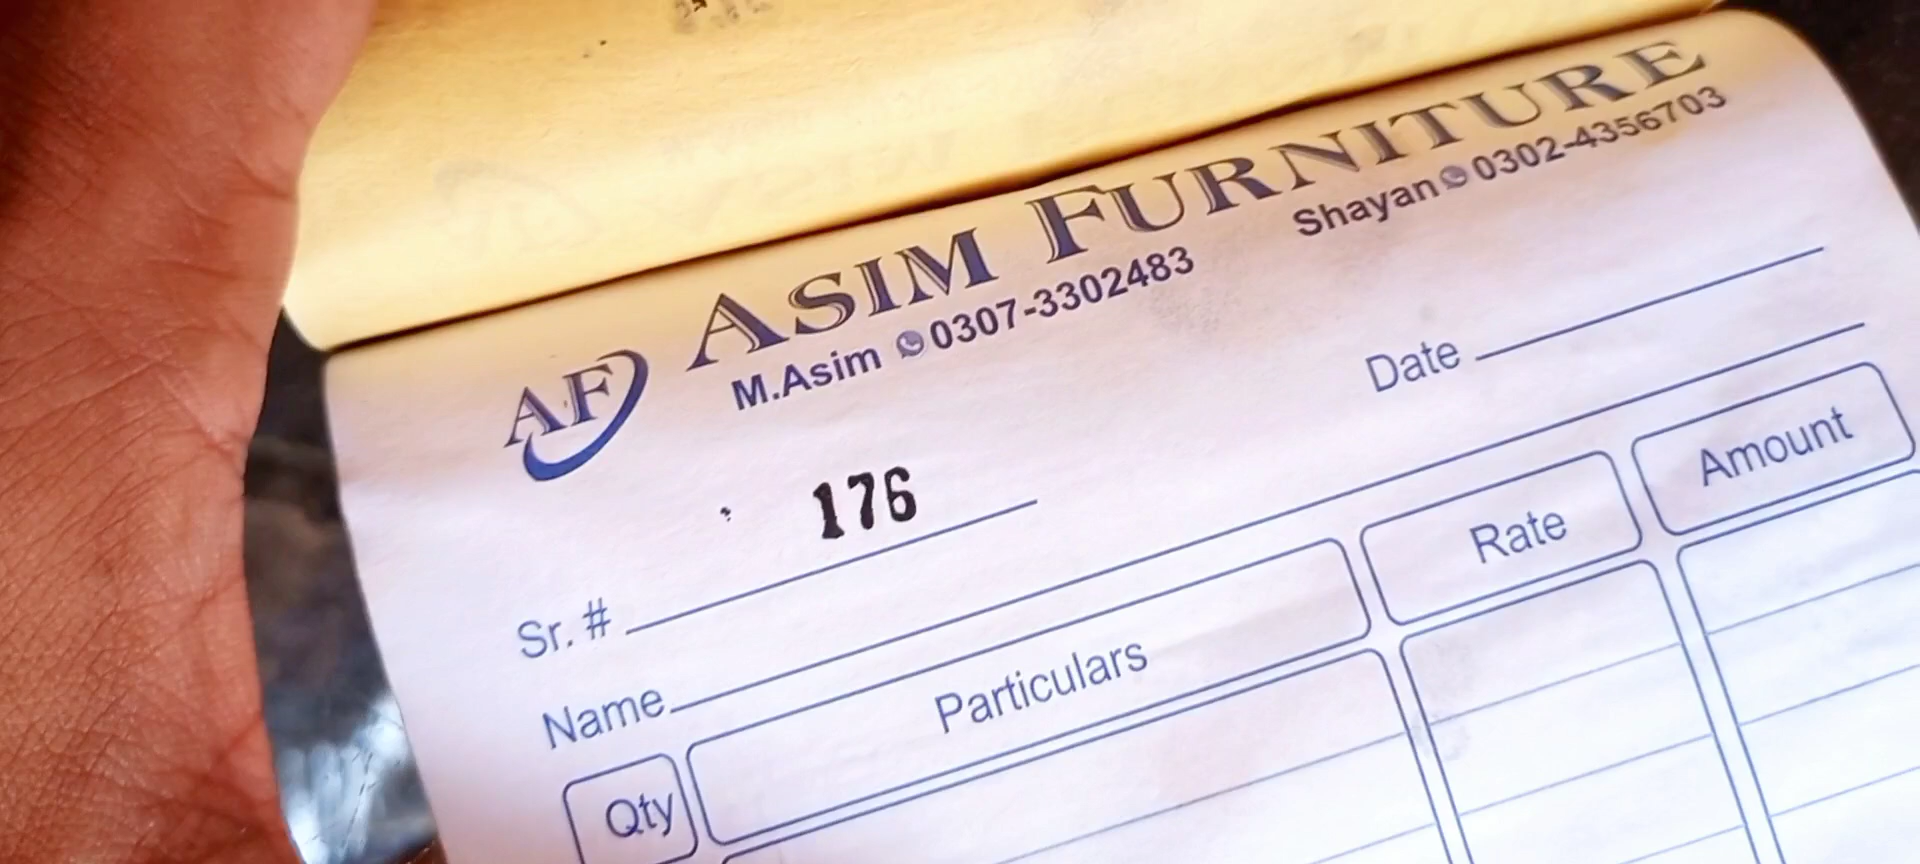 ASIM FURNITURE
AF
M.Asim 0307-3302483 Shayan 0302-4356703
Date
176
Sr. #
Name
Qty Particulars Rate Amount